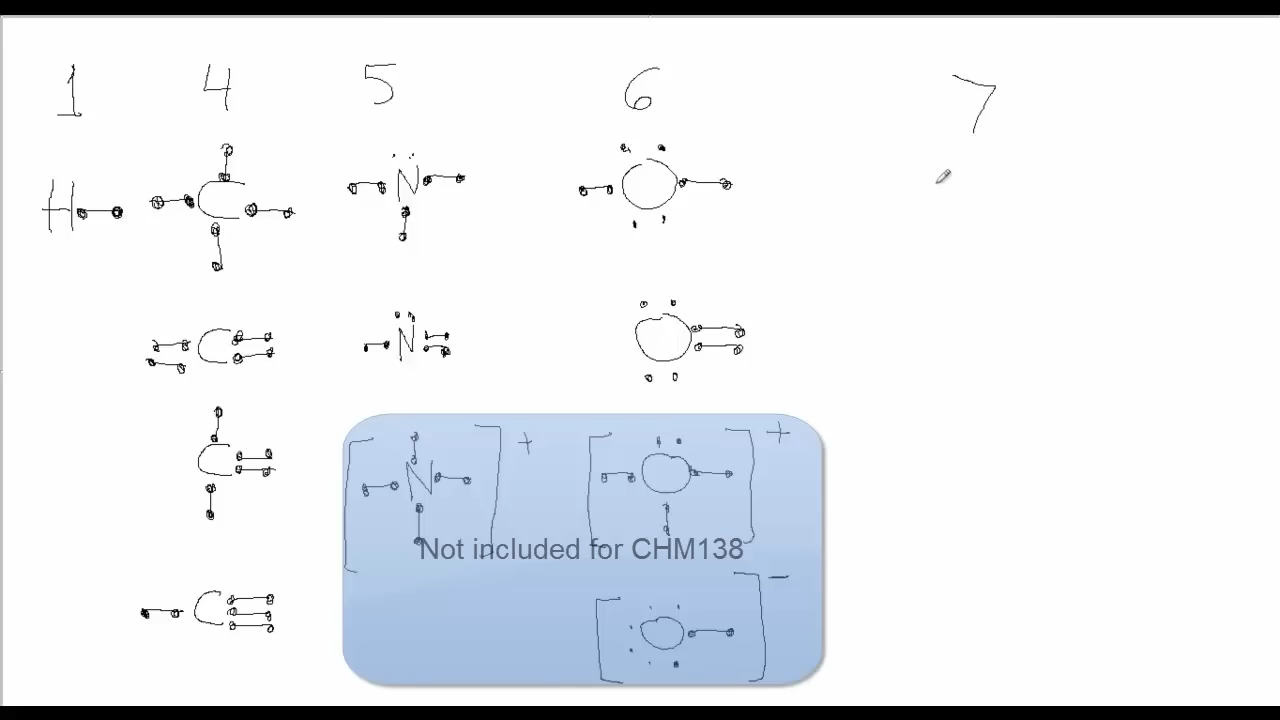 1 4 5 6 7
H C N O
C N O
C
N + O +
Not included for CHM138
C O −